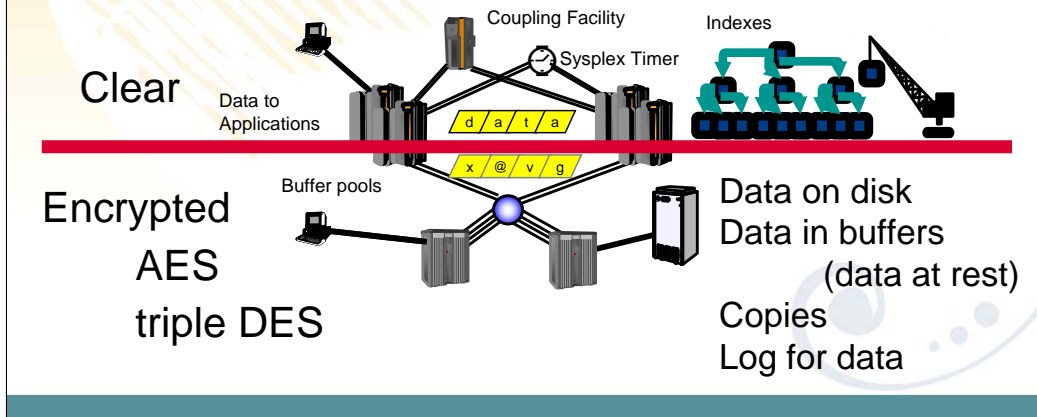 Coupling Facility
Indexes
Sysplex Timer
Clear
Data to
Applications
d a t a
x @ v g
Buffer pools
Encrypted
AES
triple DES
Data on disk
Data in buffers
(data at rest)
Copies
Log for data